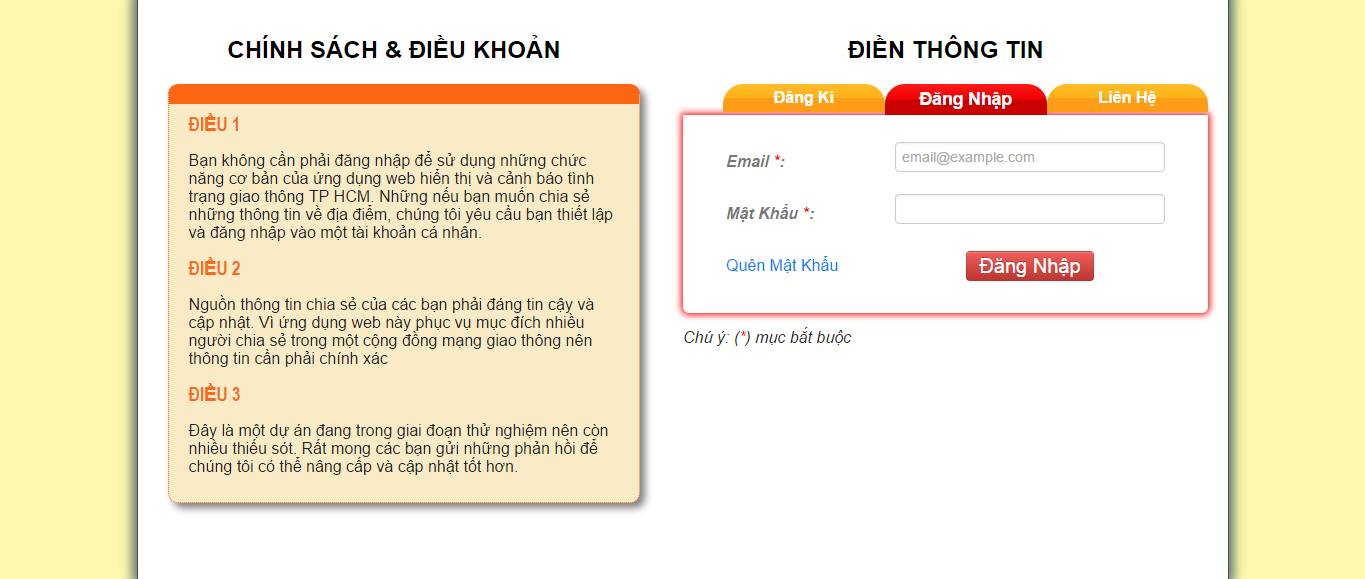 CHÍNH SÁCH & ĐIỀU KHOẢN
ĐIỀU 1
Bạn không cần phải đăng nhập để sử dụng những chức
năng cơ bản của ứng dụng web hiển thị và cảnh báo tình
trạng giao thông TP HCM. Những nếu bạn muốn chia sẻ
những thông tin về địa điểm, chúng tôi yêu cầu bạn thiết lập
và đăng nhập vào một tài khoản cá nhân.
ĐIỀU 2
Nguồn thông tin chia sẻ của các bạn phải đáng tin cậy và
cập nhật. Vì ứng dụng web này phục vụ mục đích nhiều
người chia sẻ trong một cộng đồng mạng giao thông nên
thông tin cần phải chính xác
ĐIỀU 3
Đây là một dự án đang trong giai đoạn thử nghiệm nên còn
nhiều thiếu sót. Rất mong các bạn gửi những phản hồi để
chúng tôi có thể nâng cấp và cập nhật tốt hơn.
ĐIỀN THÔNG TIN
Đăng Kí Đăng Nhập Liên Hệ
Email *: email@example.com
Mật Khẩu *:
Quên Mật Khẩu Đăng Nhập
Chú ý: (*) mục bắt buộc